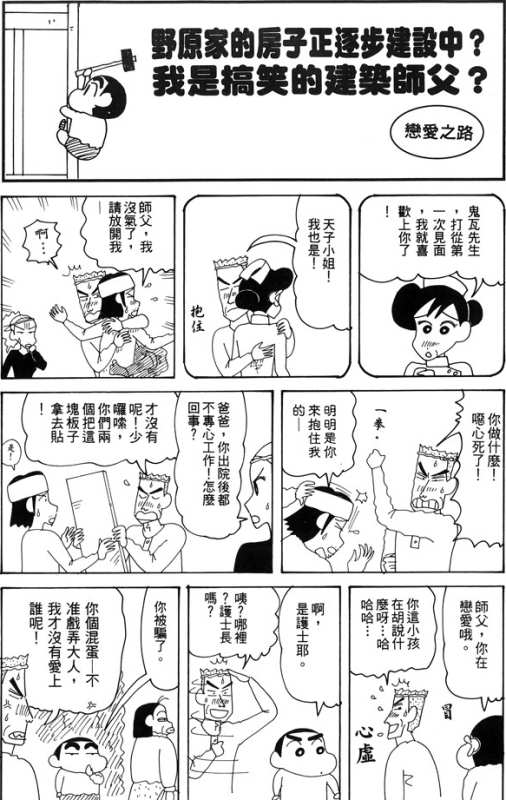 野原家的房子正逐步建設中？
我是搞笑的建築師父？
戀愛之路
鬼瓦先生
，打從第
一次見面
，我就喜
歡上你了
！
天子小姐！
我也是！
抱住
師父，我
沒氣了，
請放開我
！
啊…
你做什麼！
噁心死了！
一拳。
明明是你
來抱住我
的—
爸爸，你出院後都
不專心工作！怎麼
回事？
才沒有
呢！少
囉嗦，
你們兩
個把這
塊板子
拿去貼
！
是！
師父，你在
戀愛哦。
冒
你這小孩
在胡說什
麼呀…哈
哈哈…
心虛
啊，
是護士耶。
咦？哪裡
？護士長
嗎？
你被騙了。
你個混蛋—不
准戲弄大人，
我才沒有愛上
誰呢！